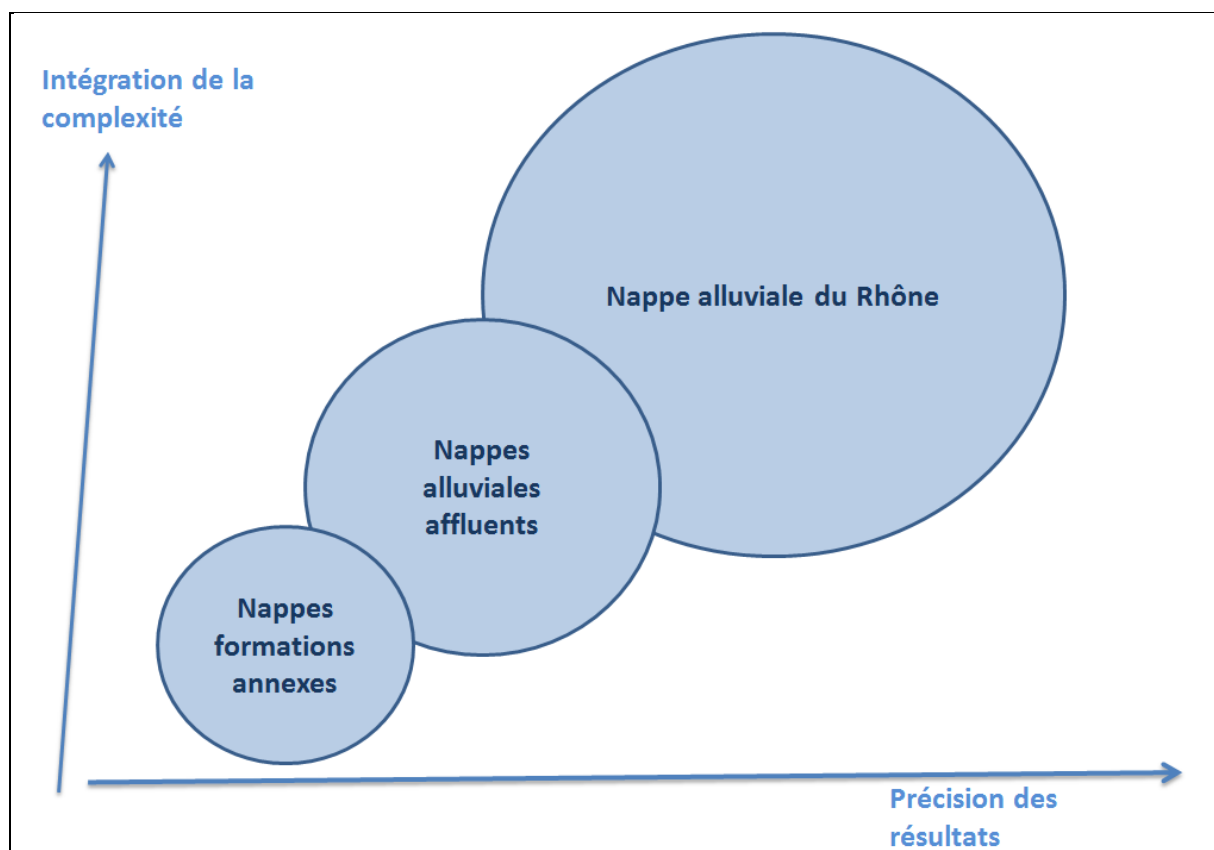 Intégration de la
complexité
Nappe alluviale du Rhône
Nappes
alluviales
affluents
Nappes
formations
annexes
Précision des
résultats